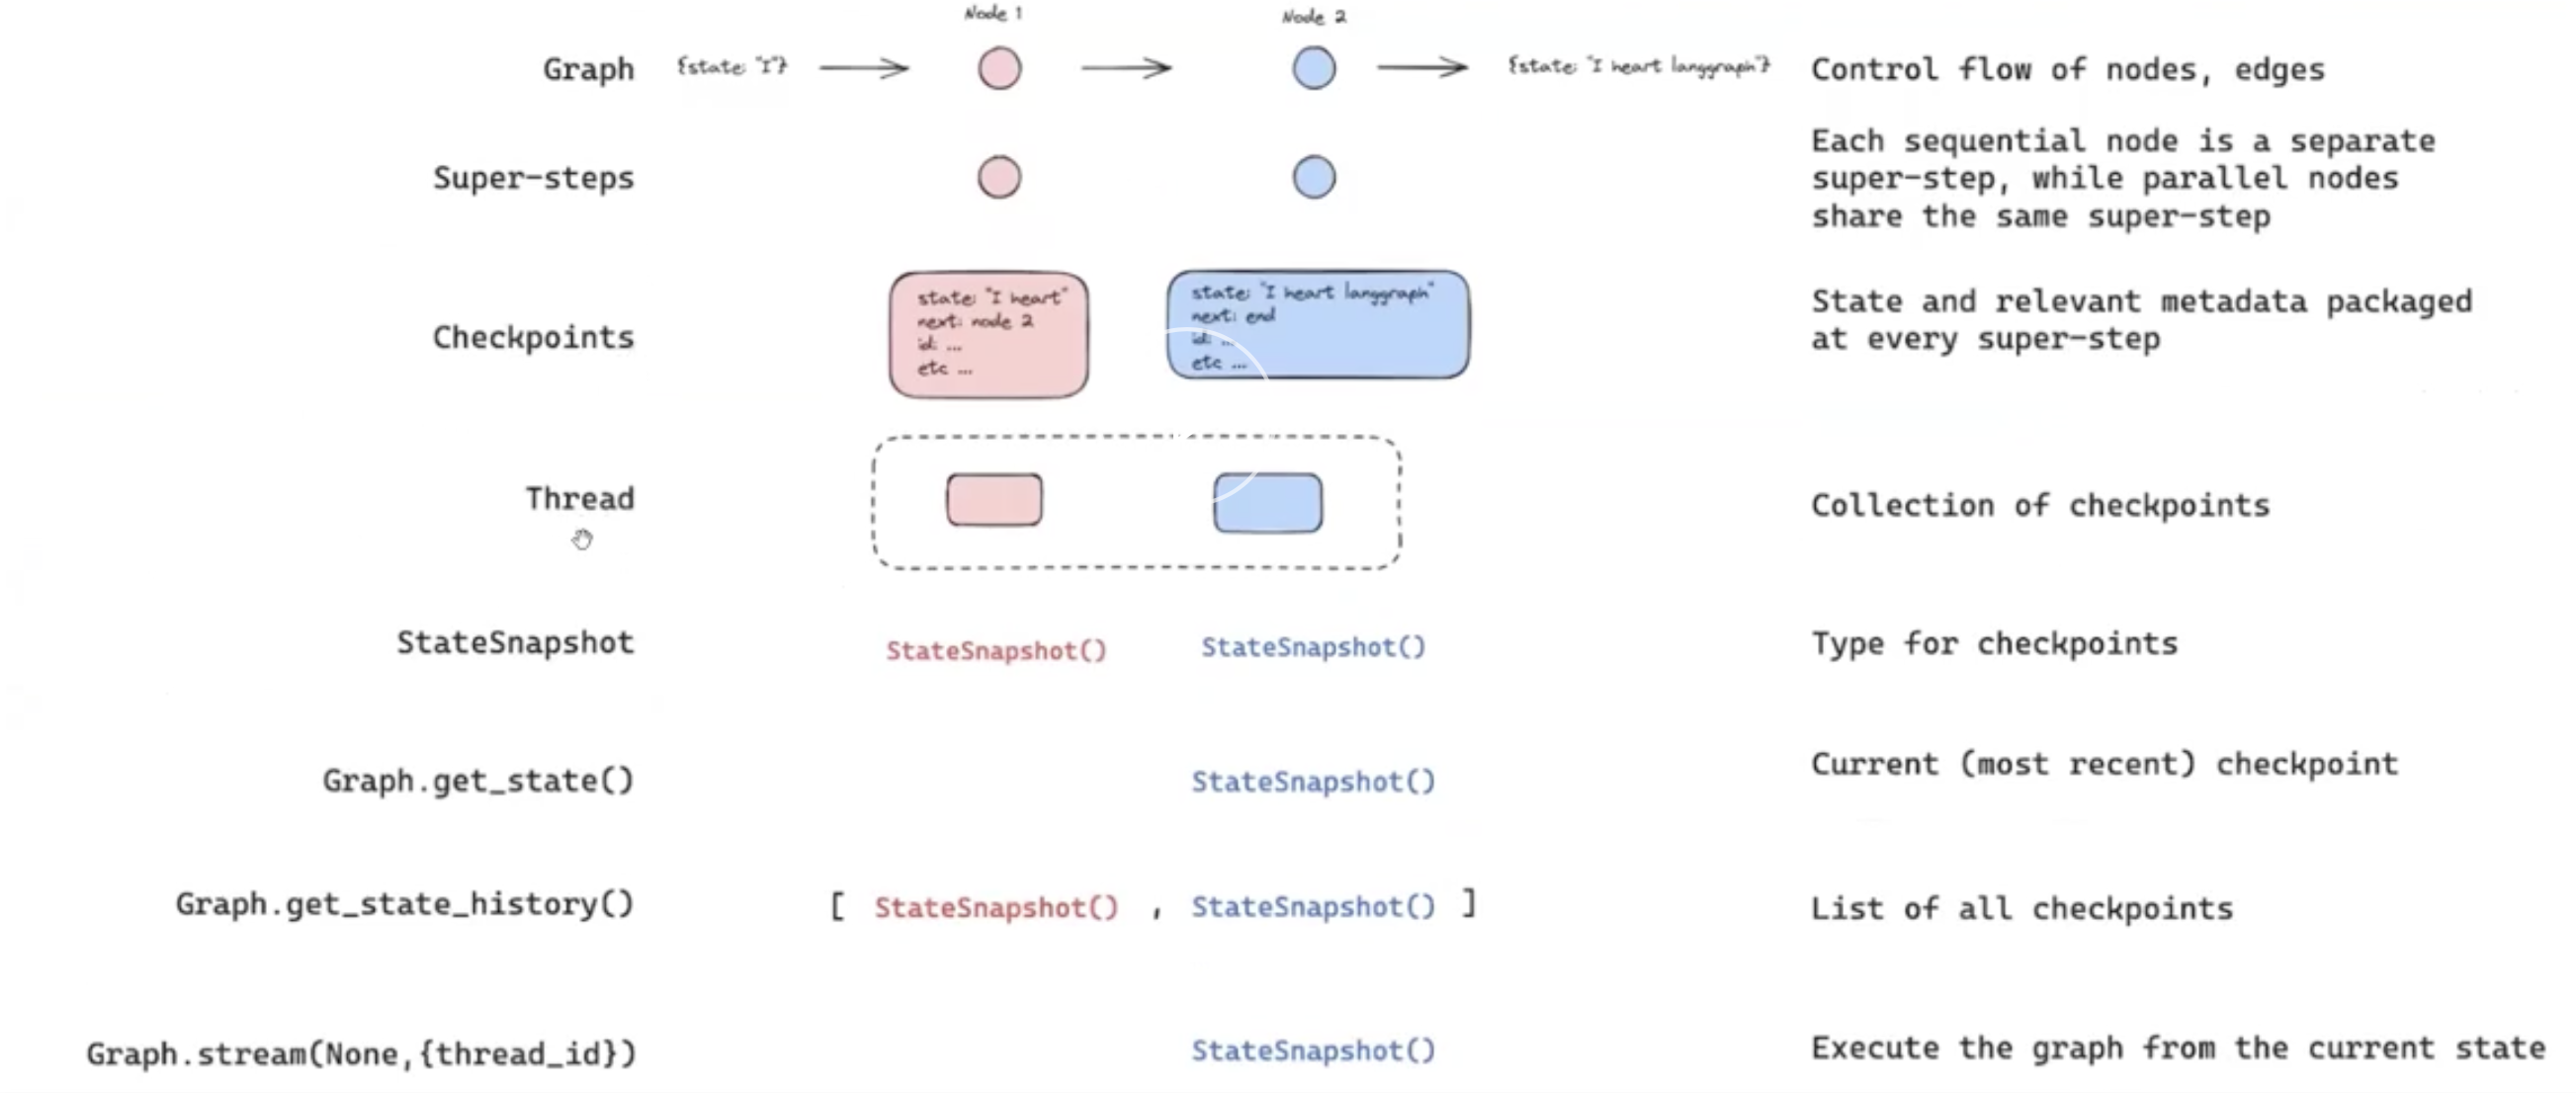 Node 1
Node 2
Graph
{state: "I"}
{state: "I heart langgraph"}
Control flow of nodes, edges
Super-steps
Each sequential node is a separate
super-step, while parallel nodes
share the same super-step
Checkpoints
state: "I heart"
next: node 2
id: ...
etc ...
state: "I heart langgraph"
next: end
id: ...
etc ...
State and relevant metadata packaged
at every super-step
Thread
Collection of checkpoints
StateSnapshot
StateSnapshot()
StateSnapshot()
Type for checkpoints
Graph.get_state()
StateSnapshot()
Current (most recent) checkpoint
Graph.get_state_history()
[ StateSnapshot() , StateSnapshot() ]
List of all checkpoints
Graph.stream(None,{thread_id})
StateSnapshot()
Execute the graph from the current state